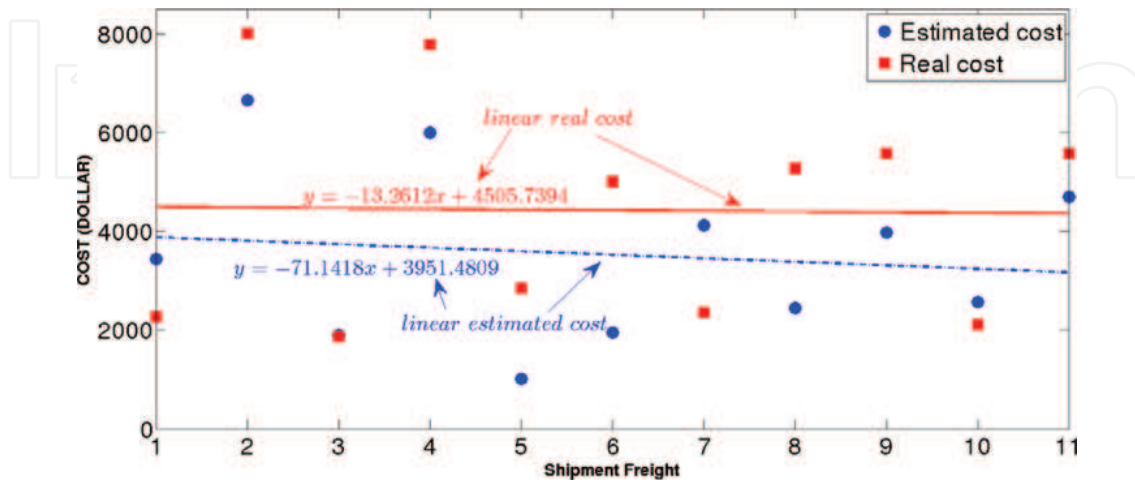 8000
6000
4000
2000
0
COST (DOLLAR)
Estimated cost
Real cost
linear real cost
y = −13.2612x + 4505.7394
y = −71.1418x + 3951.4809
linear estimated cost
1 2 3 4 5 6 7 8 9 10 11
Shipment Freight